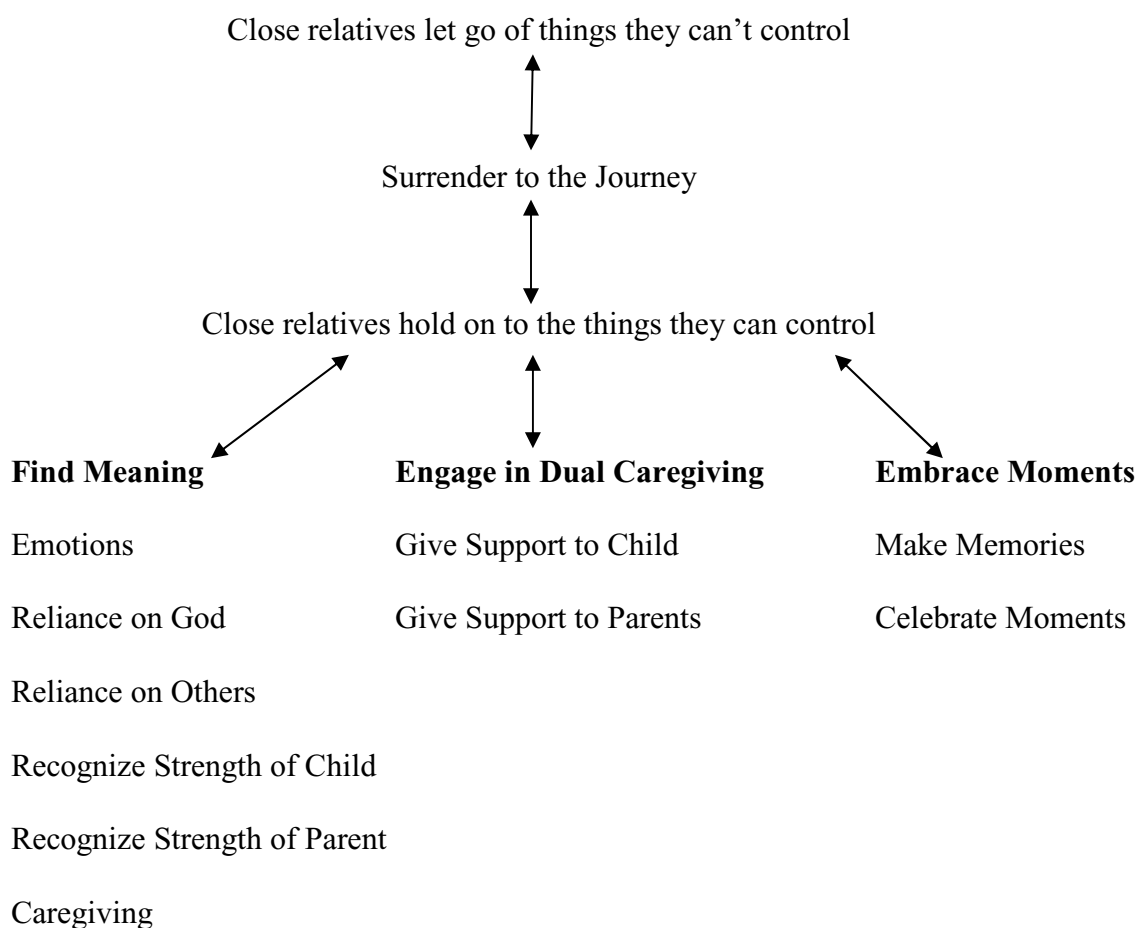 Close relatives let go of things they can’t control
Surrender to the Journey
Close relatives hold on to the things they can control
Find Meaning
Engage in Dual Caregiving
Embrace Moments
Emotions
Give Support to Child
Make Memories
Reliance on God
Give Support to Parents
Celebrate Moments
Reliance on Others
Recognize Strength of Child
Recognize Strength of Parent
Caregiving